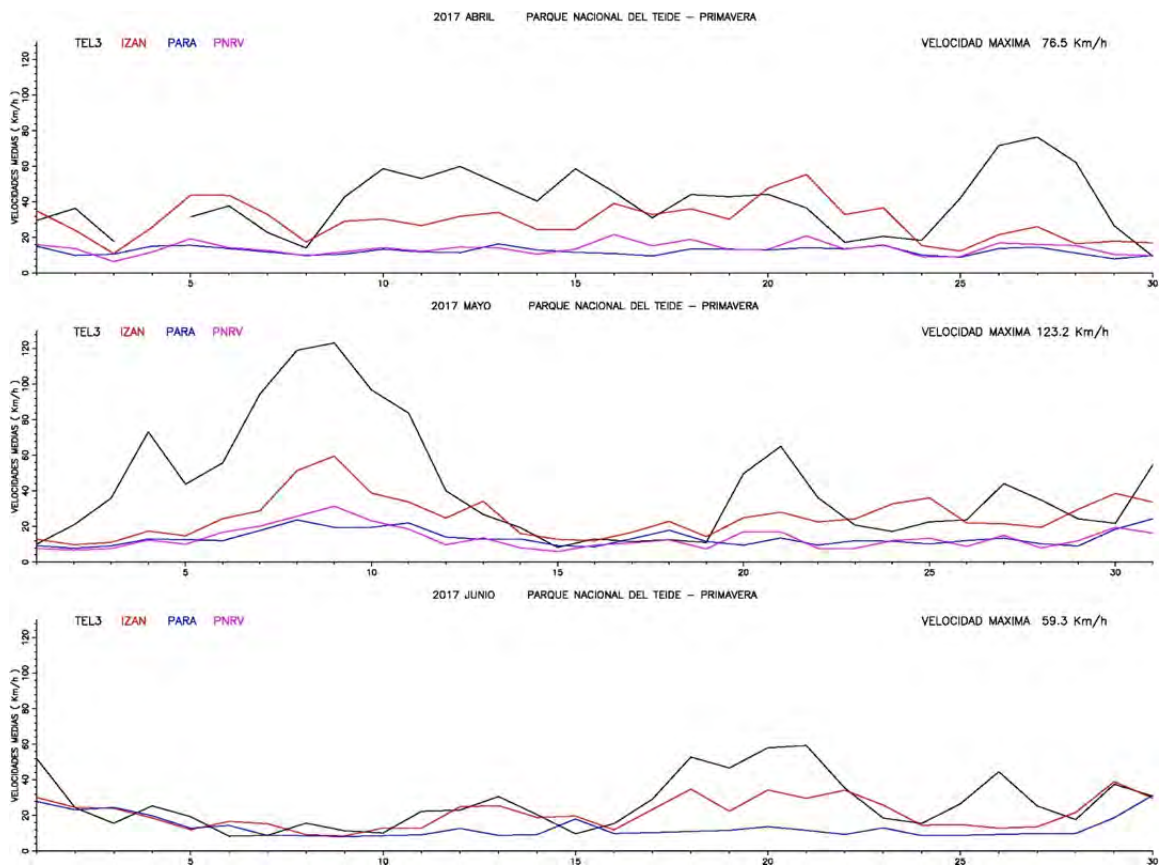 2017 ABRIL PARQUE NACIONAL DEL TEIDE – PRIMAVERA
TEL3 IZAN PARA PNRV VELOCIDAD MAXIMA 76.5 Km/h
VELOCIDADES MEDIAS ( Km/h )
120
100
80
60
40
20
0
5 10 15 20 25 30
2017 MAYO PARQUE NACIONAL DEL TEIDE – PRIMAVERA
TEL3 IZAN PARA PNRV VELOCIDAD MAXIMA 123.2 Km/h
VELOCIDADES MEDIAS ( Km/h )
120
100
80
60
40
20
0
5 10 15 20 25 30
2017 JUNIO PARQUE NACIONAL DEL TEIDE – PRIMAVERA
TEL3 IZAN PARA PNRV VELOCIDAD MAXIMA 59.3 Km/h
VELOCIDADES MEDIAS ( Km/h )
120
100
80
60
40
20
0
5 10 15 20 25 30